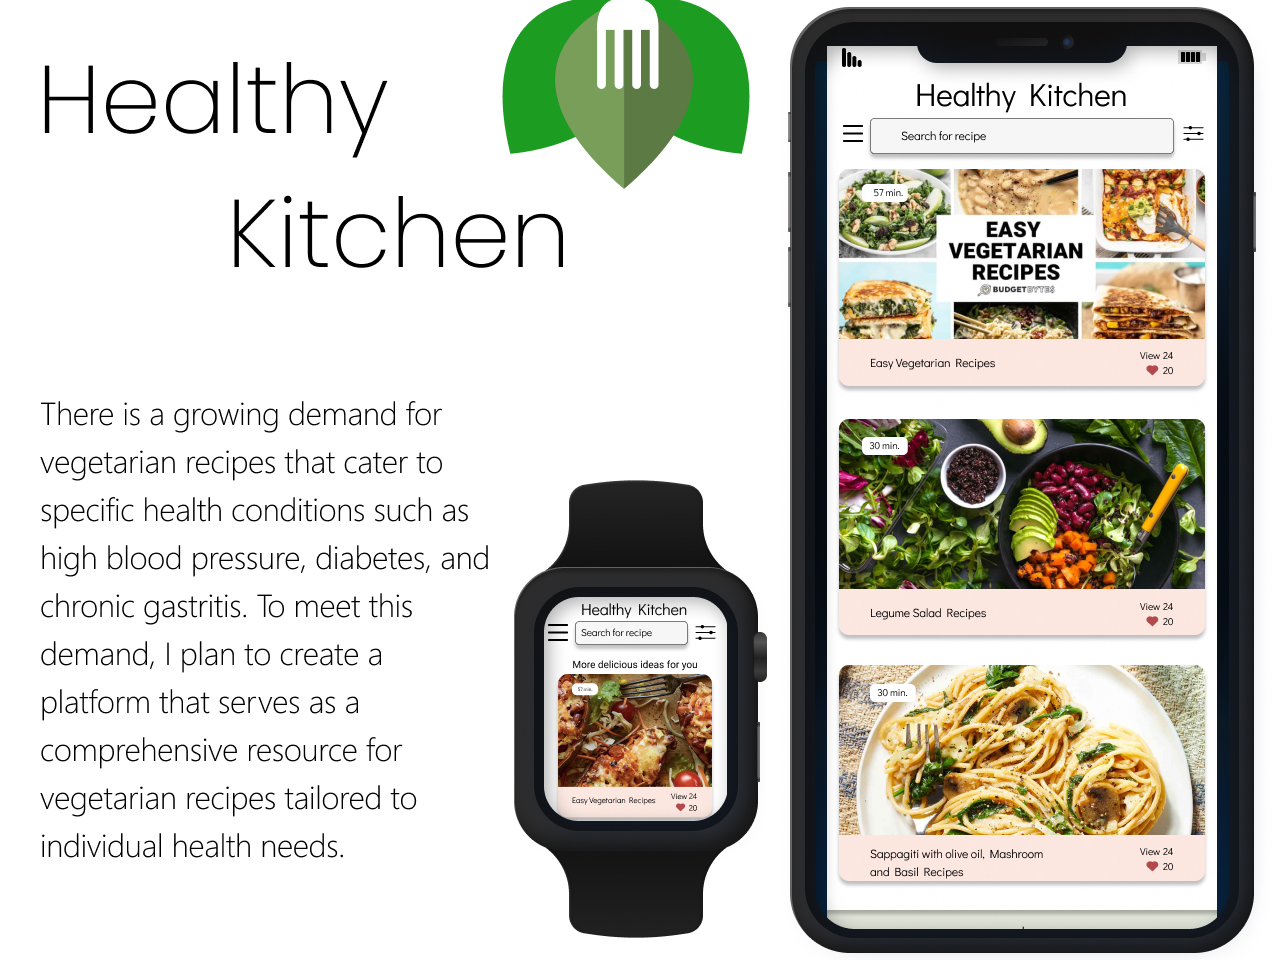 Healthy
Kitchen
There is a growing demand for
vegetarian recipes that cater to
specific health conditions such as
high blood pressure, diabetes, and
chronic gastritis. To meet this
demand, I plan to create a
platform that serves as a
comprehensive resource for
vegetarian recipes tailored to
individual health needs.
Healthy Kitchen
Search for recipe
More delicious ideas for you
57 min.
Easy Vegetarian Recipes
View 24
20
Healthy Kitchen
Search for recipe
57 min.
EASY
VEGETARIAN
RECIPES
BUDGETBYTES
Easy Vegetarian Recipes
View 24
20
30 min.
Legume Salad Recipes
View 24
20
30 min.
Sappagiti with olive oil, Mashroom
and Basil Recipes
View 24
20